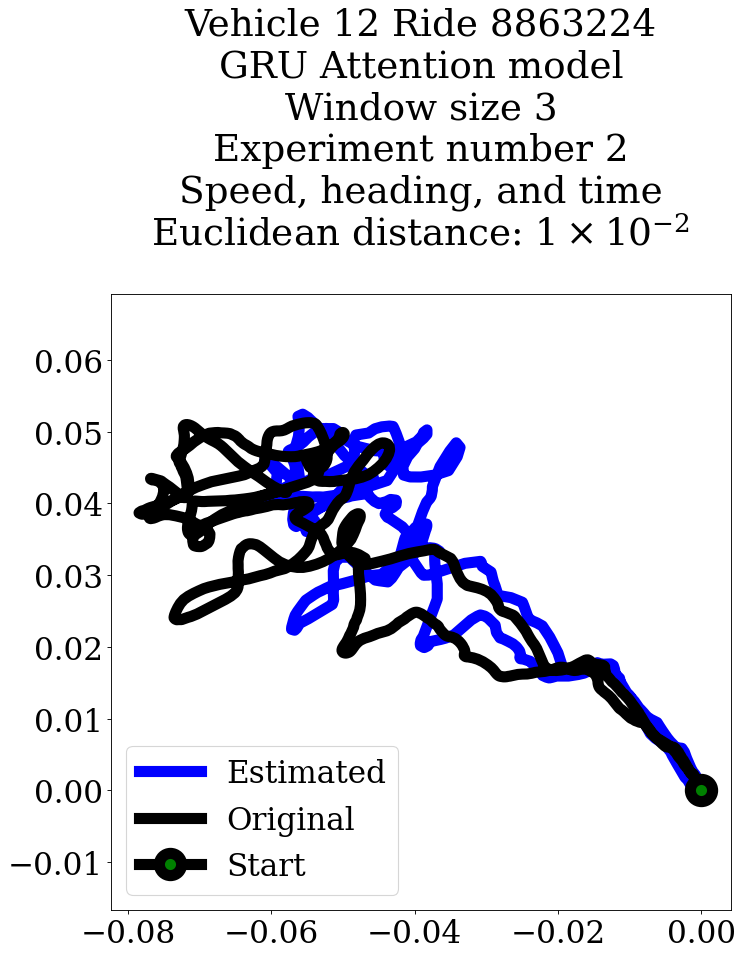 Vehicle 12 Ride 8863224
GRU Attention model
Window size 3
Experiment number 2
Speed, heading, and time
Euclidean distance: 1 × 10⁻²
0.06
0.05
0.04
0.03
0.02
0.01
0.00
−0.01
Estimated
Original
Start
−0.08 −0.06 −0.04 −0.02 0.00